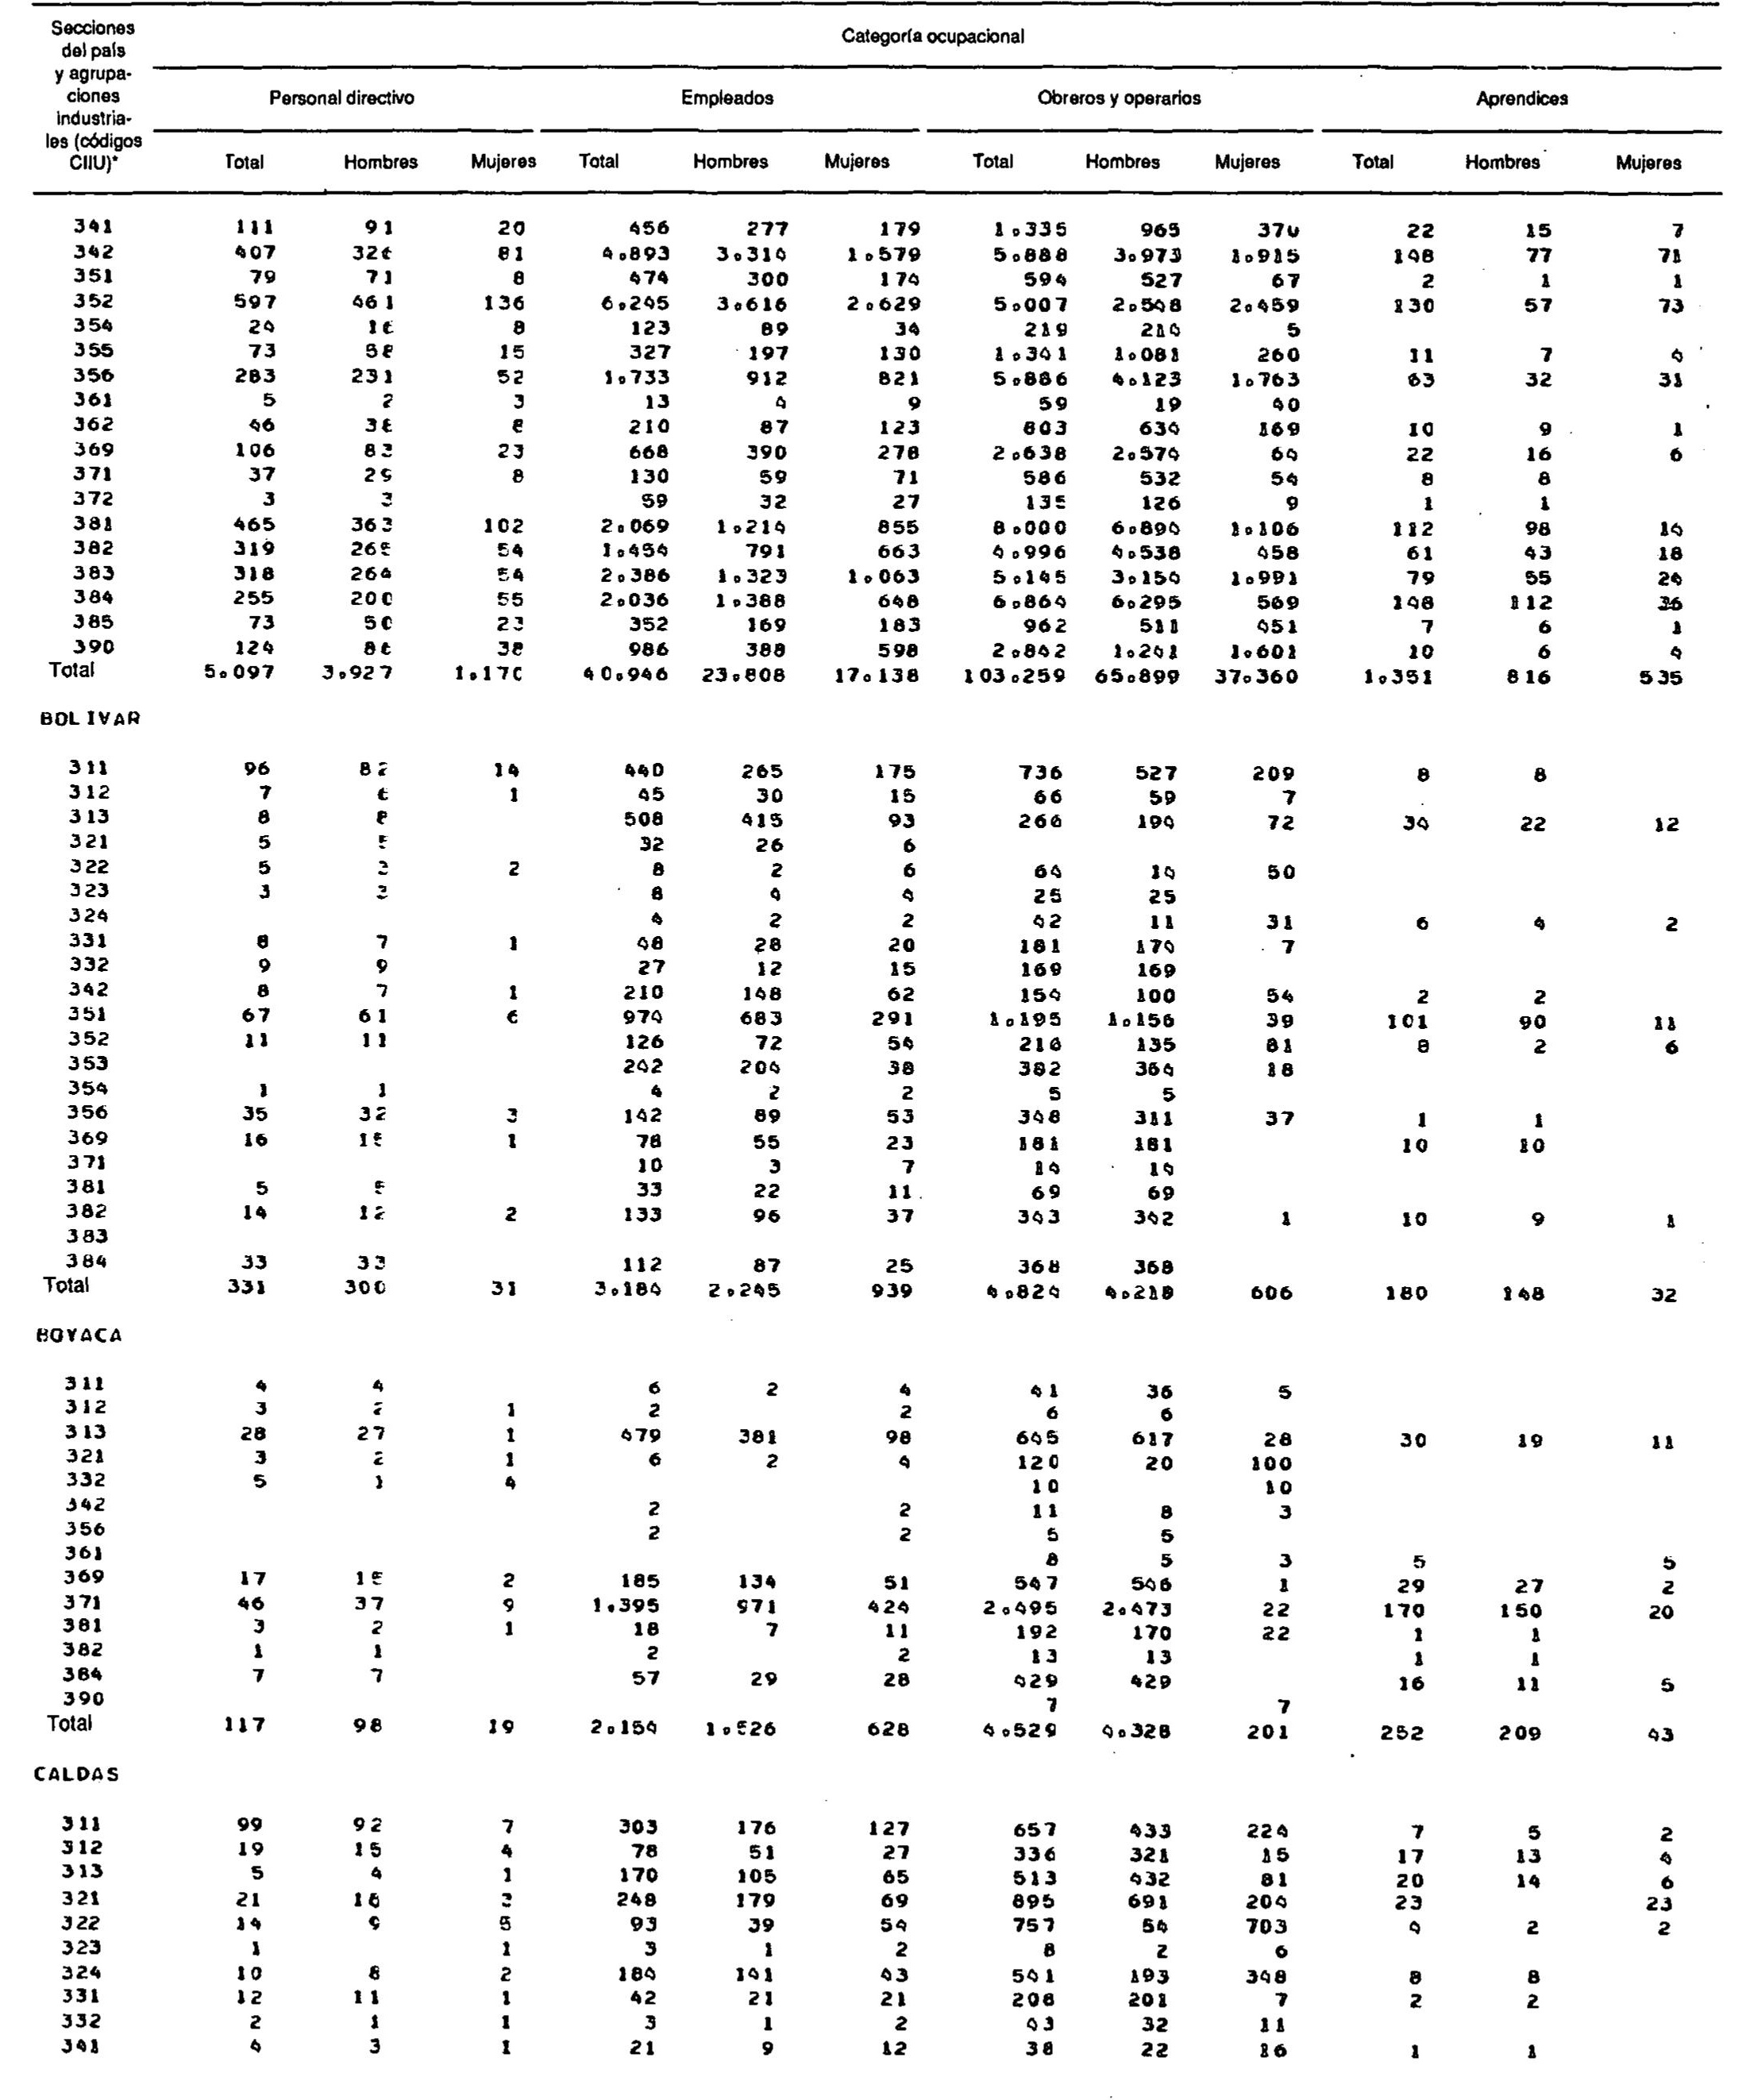 Secciones del país y agrupaciones industriales (códigos CIIU)* Categoría ocupacional
Personal directivo Empleados Obreros y operarios Aprendices
Total Hombres Mujeres Total Hombres Mujeres Total Hombres Mujeres Total Hombres Mujeres
341 111 91 20 456 277 179 1.335 965 370 22 15 7
342 407 326 81 4.893 3.314 1.579 5.888 3.973 1.915 148 77 71
351 79 71 8 474 300 174 594 527 67 2 1 1
352 597 461 136 6.245 3.616 2.629 5.007 2.548 2.459 130 57 73
354 24 16 8 123 89 34 219 214 5
355 73 58 15 327 197 130 1.341 1.081 260 11 7 4
356 283 231 52 1.733 912 821 5.886 4.123 1.763 63 32 31
361 5 2 3 13 4 9 59 19 40
362 46 38 8 210 87 123 803 634 169 10 9 1
369 106 83 23 668 390 278 2.638 2.574 64 22 16 6
371 37 29 8 130 59 71 586 532 54 8 8
372 3 3 59 32 27 135 126 9 1 1
381 465 363 102 2.069 1.214 855 8.000 6.894 1.106 112 98 14
382 319 265 54 1.454 791 663 4.996 4.538 458 61 43 18
383 318 264 54 2.386 1.323 1.063 5.145 3.154 1.991 79 55 24
384 255 200 55 2.036 1.388 648 6.864 6.295 569 148 112 36
385 73 50 23 352 169 183 962 511 451 7 6 1
390 124 86 38 986 388 598 2.842 1.241 1.601 10 6 4
Total 5.097 3.927 1.170 40.946 23.808 17.138 103.259 65.899 37.360 1.351 816 535
BOLIVAR
311 96 82 14 440 265 175 736 527 209 8 8
312 7 6 1 45 30 15 66 59 7
313 8 8 508 415 93 266 194 72 34 22 12
321 5 5 32 26 6
322 5 3 2 8 2 6 64 14 50
323 3 3 8 4 4 25 25
324 4 2 2 42 11 31 6 4 2
331 8 7 1 48 28 20 181 174 7
332 9 9 27 12 15 169 169
342 8 7 1 210 148 62 154 100 54 2 2
351 67 61 6 974 683 291 1.195 1.156 39 101 90 11
352 11 11 126 72 54 216 135 81 8 2 6
353 242 204 38 382 364 18
354 1 1 4 2 2 5 5
356 35 32 3 142 89 53 348 311 37 1 1
369 16 15 1 78 55 23 181 181 10 10
371 10 3 7 14 14
381 5 5 33 22 11 69 69
382 14 12 2 133 96 37 343 342 1 10 9 1
383
384 33 33 112 87 25 368 368
Total 331 300 31 3.184 2.245 939 4.824 4.218 606 180 148 32
BOYACA
311 4 4 6 2 4 41 36 5
312 3 2 1 2 2 6 6
313 28 27 1 479 381 98 645 617 28 30 19 11
321 3 2 1 6 2 4 120 20 100
332 5 1 4 10 10
342 2 2 11 8 3
356 2 2 5 5
361 8 5 3 5 5
369 17 15 2 185 134 51 547 546 1 29 27 2
371 46 37 9 1.395 971 424 2.495 2.473 22 170 150 20
381 3 2 1 18 7 11 192 170 22 1 1
382 1 1 2 2 13 13 1 1
384 7 7 57 29 28 429 429 16 11 5
390 7 7
Total 117 98 19 2.154 1.526 628 4.529 4.328 201 252 209 43
CALDAS
311 99 92 7 303 176 127 657 433 224 7 5 2
312 19 15 4 78 51 27 336 321 15 17 13 4
313 5 4 1 170 105 65 513 432 81 20 14 6
321 21 18 3 248 179 69 895 691 204 23 23
322 14 9 5 93 39 54 757 54 703 4 2 2
323 1 1 3 1 2 8 2 6
324 10 8 2 184 141 43 541 193 348 8 8
331 12 11 1 42 21 21 208 201 7 2 2
332 2 1 1 3 1 2 43 32 11
341 4 3 1 21 9 12 38 22 16 1 1